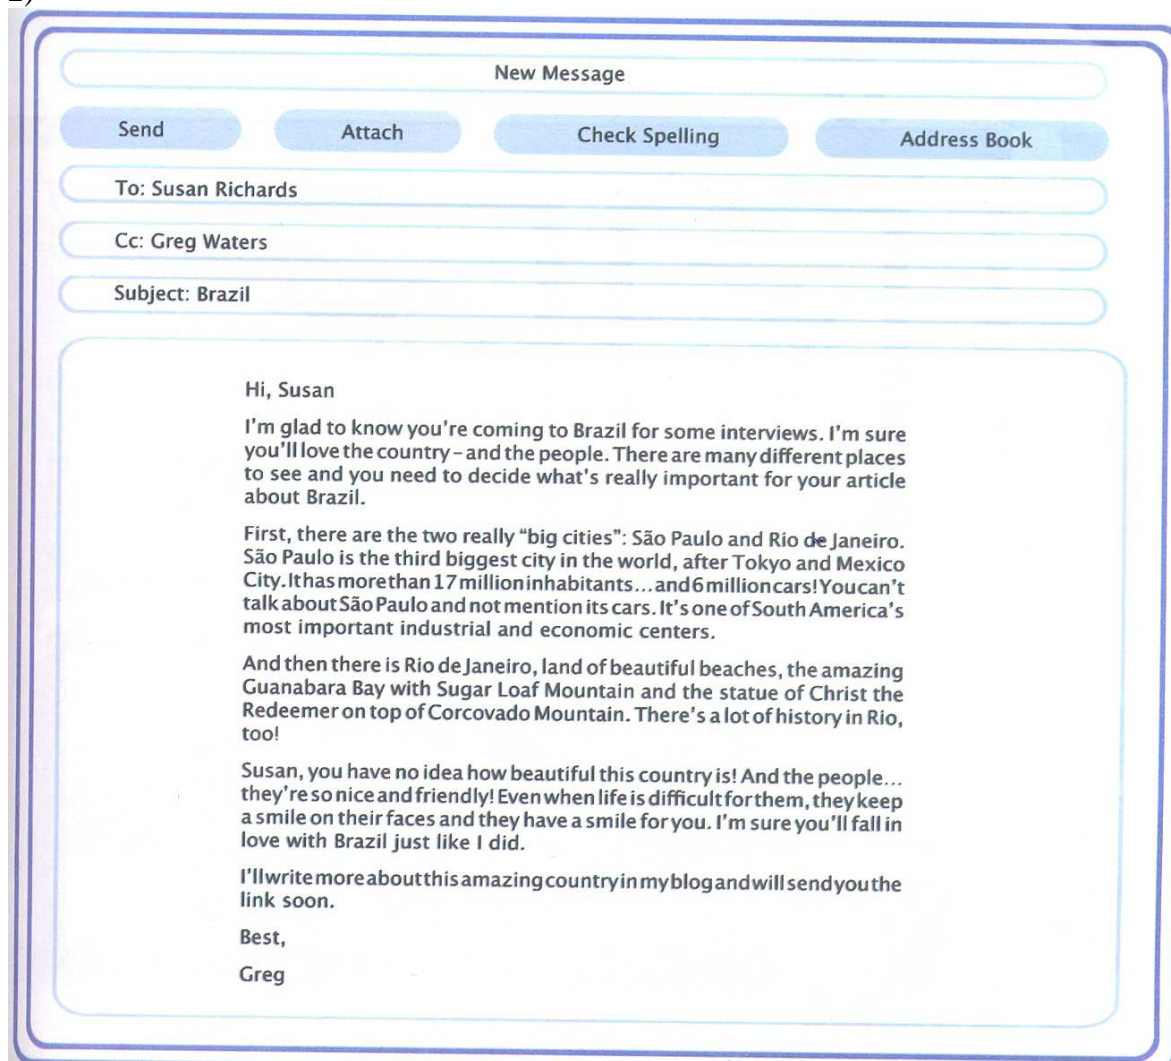 New Message
Send Attach Check Spelling Address Book
To: Susan Richards
Cc: Greg Waters
Subject: Brazil
Hi, Susan
I'm glad to know you're coming to Brazil for some interviews. I'm sure
you'll love the country – and the people. There are many different places
to see and you need to decide what's really important for your article
about Brazil.
First, there are the two really “big cities”: São Paulo and Rio de Janeiro.
São Paulo is the third biggest city in the world, after Tokyo and Mexico
City. It has more than 17 million inhabitants... and 6 million cars! You can't
talk about São Paulo and not mention its cars. It's one of South America's
most important industrial and economic centers.
And then there is Rio de Janeiro, land of beautiful beaches, the amazing
Guanabara Bay with Sugar Loaf Mountain and the statue of Christ the
Redeemer on top of Corcovado Mountain. There's a lot of history in Rio,
too!
Susan, you have no idea how beautiful this country is! And the people...
they're so nice and friendly! Even when life is difficult for them, they keep
a smile on their faces and they have a smile for you. I'm sure you'll fall in
love with Brazil just like I did.
I'll write more about this amazing country in my blog and will send you the
link soon.
Best,
Greg